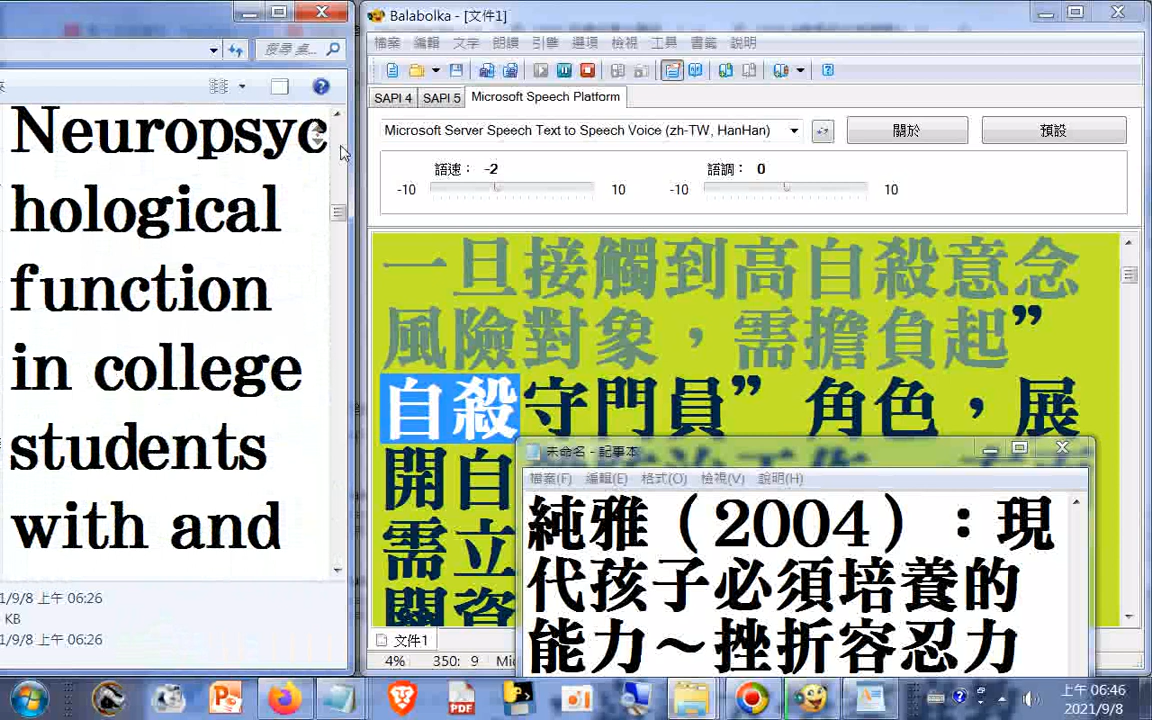 搜尋 桌...
Neuropsyc
hological
function
in college
students
with and
1/9/8 上午 06:26
KB
1/9/8 上午 06:26
Balabolka - [文件1]
檔案 編輯 文字 朗讀 引擎 選項 檢視 工具 書籤 說明
SAPI 4 SAPI 5 Microsoft Speech Platform
Microsoft Server Speech Text to Speech Voice (zh-TW, HanHan) 關於 預設
語速： -2 語調： 0
-10 10 -10 10
一旦接觸到高自殺意念
風險對象，需擔負起”
自殺守門員”角色，展
開自
需立
關資
文件1
4% 350: 9 Mi
未命名 - 記事本
檔案(F) 編輯(E) 格式(O) 檢視(V) 說明(H)
純雅（2004）：現
代孩子必須培養的
能力～挫折容忍力
PDF
上午 06:46
2021/9/8